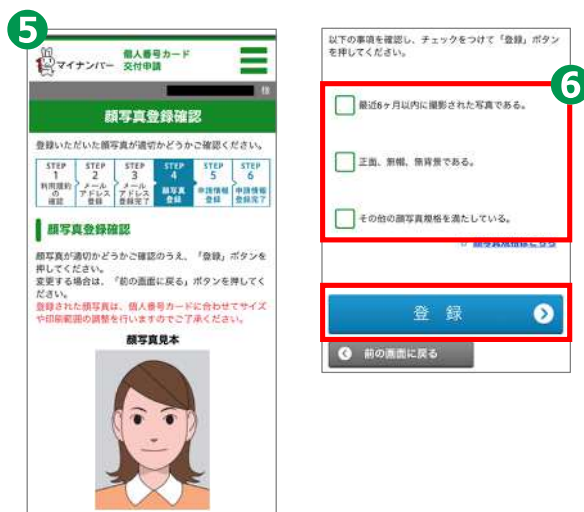 5
マイナンバー
個人番号カード
交付申請
様
顔写真登録確認
登録いただいた顔写真が適切かどうかご確認ください。
STEP 1 利用規約の確認
STEP 2 メールアドレス登録
STEP 3 メールアドレス登録完了
STEP 4 顔写真登録
STEP 5 申請情報登録
STEP 6 申請情報登録完了
顔写真登録確認
顔写真が適切かどうかご確認のうえ、「登録」ボタンを
押してください。
変更する場合は、「前の画面に戻る」ボタンを押してく
ださい。
登録された顔写真は、個人番号カードに合わせてサイズ
や印刷範囲の調整を行いますのでご了承ください。
顔写真見本
以下の事項を確認し、チェックをつけて「登録」ボタン
を押してください。
6
最近6ヶ月以内に撮影された写真である。
正面、無帽、無背景である。
その他の顔写真規格を満たしている。
登 録
前の画面に戻る